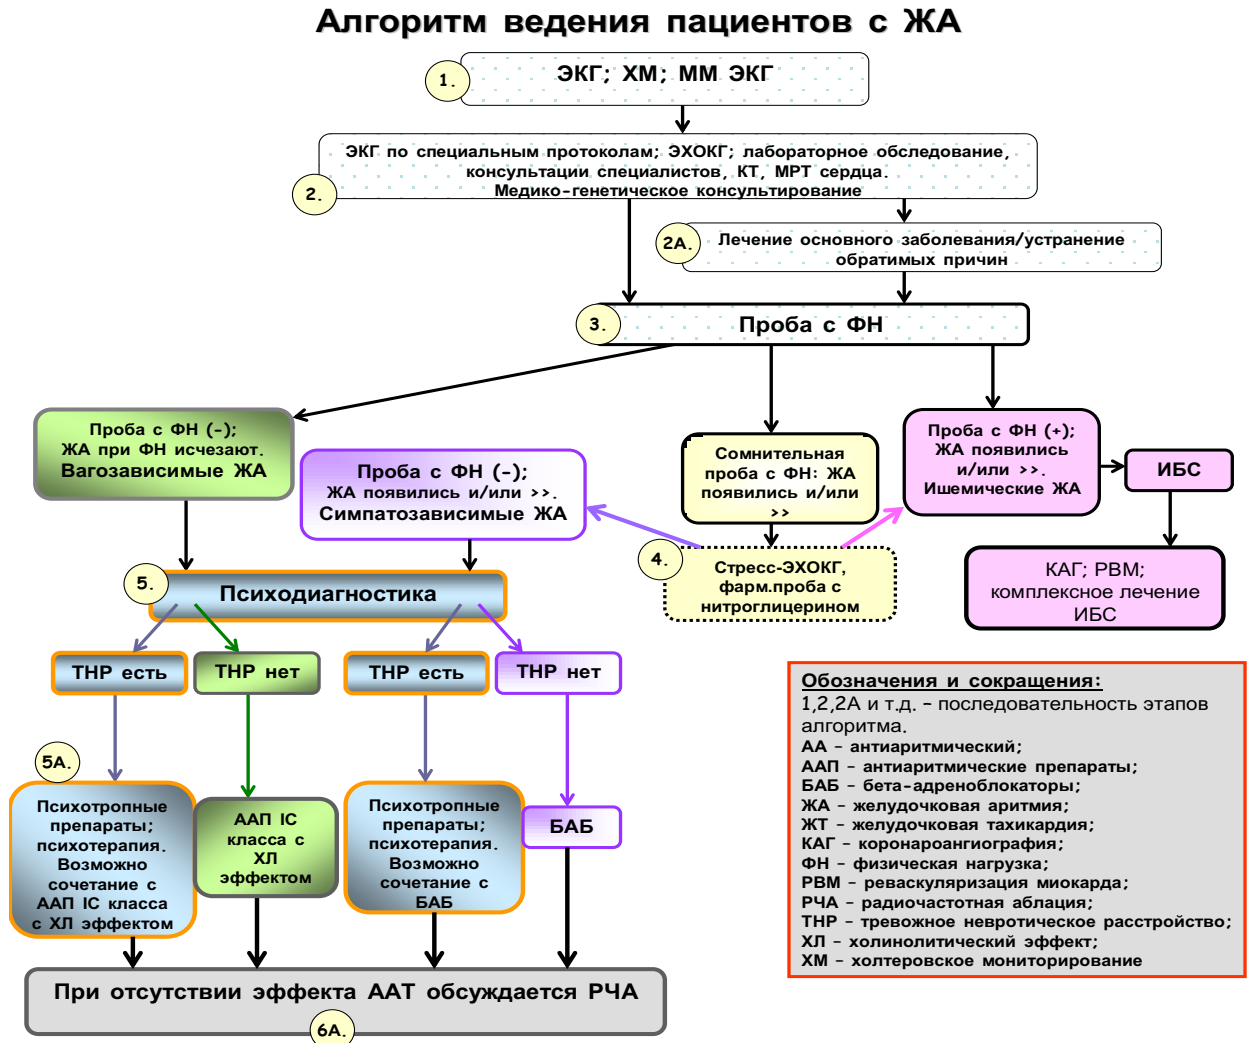 Алгоритм ведения пациентов с ЖА
1.
ЭКГ; ХМ; ММ ЭКГ
2.
ЭКГ по специальным протоколам; ЭХОКГ; лабораторное обследование,
консультации специалистов, КТ, МРТ сердца.
Медико-генетическое консультирование
2А.
Лечение основного заболевания/устранение
обратимых причин
3.
Проба с ФН
Проба с ФН (-);
ЖА при ФН исчезают.
Вагозависимые ЖА
Проба с ФН (-);
ЖА появились и/или >>.
Симпатозависимые ЖА
Сомнительная
проба с ФН: ЖА
появились и/или
>>
Проба с ФН (+);
ЖА появились
и/или >>.
Ишемические ЖА
ИБС
4.
Стресс-ЭХОКГ,
фарм.проба с
нитроглицерином
КАГ; РВМ;
комплексное лечение
ИБС
5.
Психодиагностика
ТНР есть
ТНР нет
ТНР есть
ТНР нет
5А.
Психотропные
препараты;
психотерапия.
Возможно
сочетание с
ААП IC класса
с ХЛ эффектом
ААП IC
класса с
ХЛ
эффектом
Психотропные
препараты;
психотерапия.
Возможно
сочетание с
БАБ
БАБ
При отсутствии эффекта ААТ обсуждается РЧА
6А.
Обозначения и сокращения:
1,2,2А и т.д. – последовательность этапов
алгоритма.
АА – антиаритмический;
ААП – антиаритмические препараты;
БАБ – бета-адреноблокаторы;
ЖА – желудочковая аритмия;
ЖТ – желудочковая тахикардия;
КАГ – коронароангиография;
ФН – физическая нагрузка;
РВМ – реваскуляризация миокарда;
РЧА – радиочастотная аблация;
ТНР – тревожное невротическое расстройство;
ХЛ – холинолитический эффект;
ХМ – холтеровское мониторирование